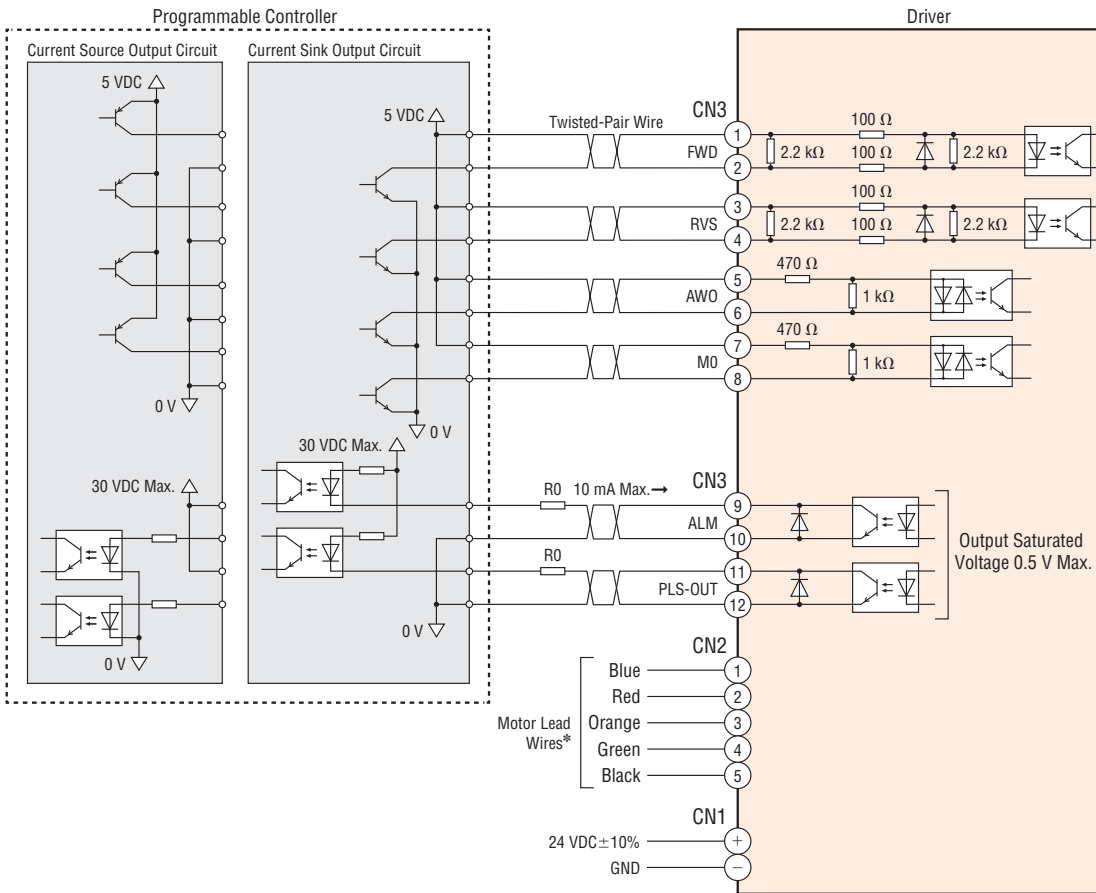 Programmable Controller
Driver
Current Source Output Circuit
Current Sink Output Circuit
5 VDC
5 VDC
0 V
0 V
30 VDC Max.
30 VDC Max.
0 V
0 V
Twisted-Pair Wire
CN3
1
FWD
2
3
RVS
4
5
AWO
6
7
M0
8
2.2 kΩ
100 Ω
100 Ω
2.2 kΩ
2.2 kΩ
100 Ω
100 Ω
2.2 kΩ
470 Ω
1 kΩ
470 Ω
1 kΩ
CN3
R0 10 mA Max.→
9
ALM
10
R0
11
PLS-OUT
12
Output Saturated
Voltage 0.5 V Max.
CN2
Motor Lead
Wires*
Blue 1
Red 2
Orange 3
Green 4
Black 5
CN1
24 VDC±10% +
GND −